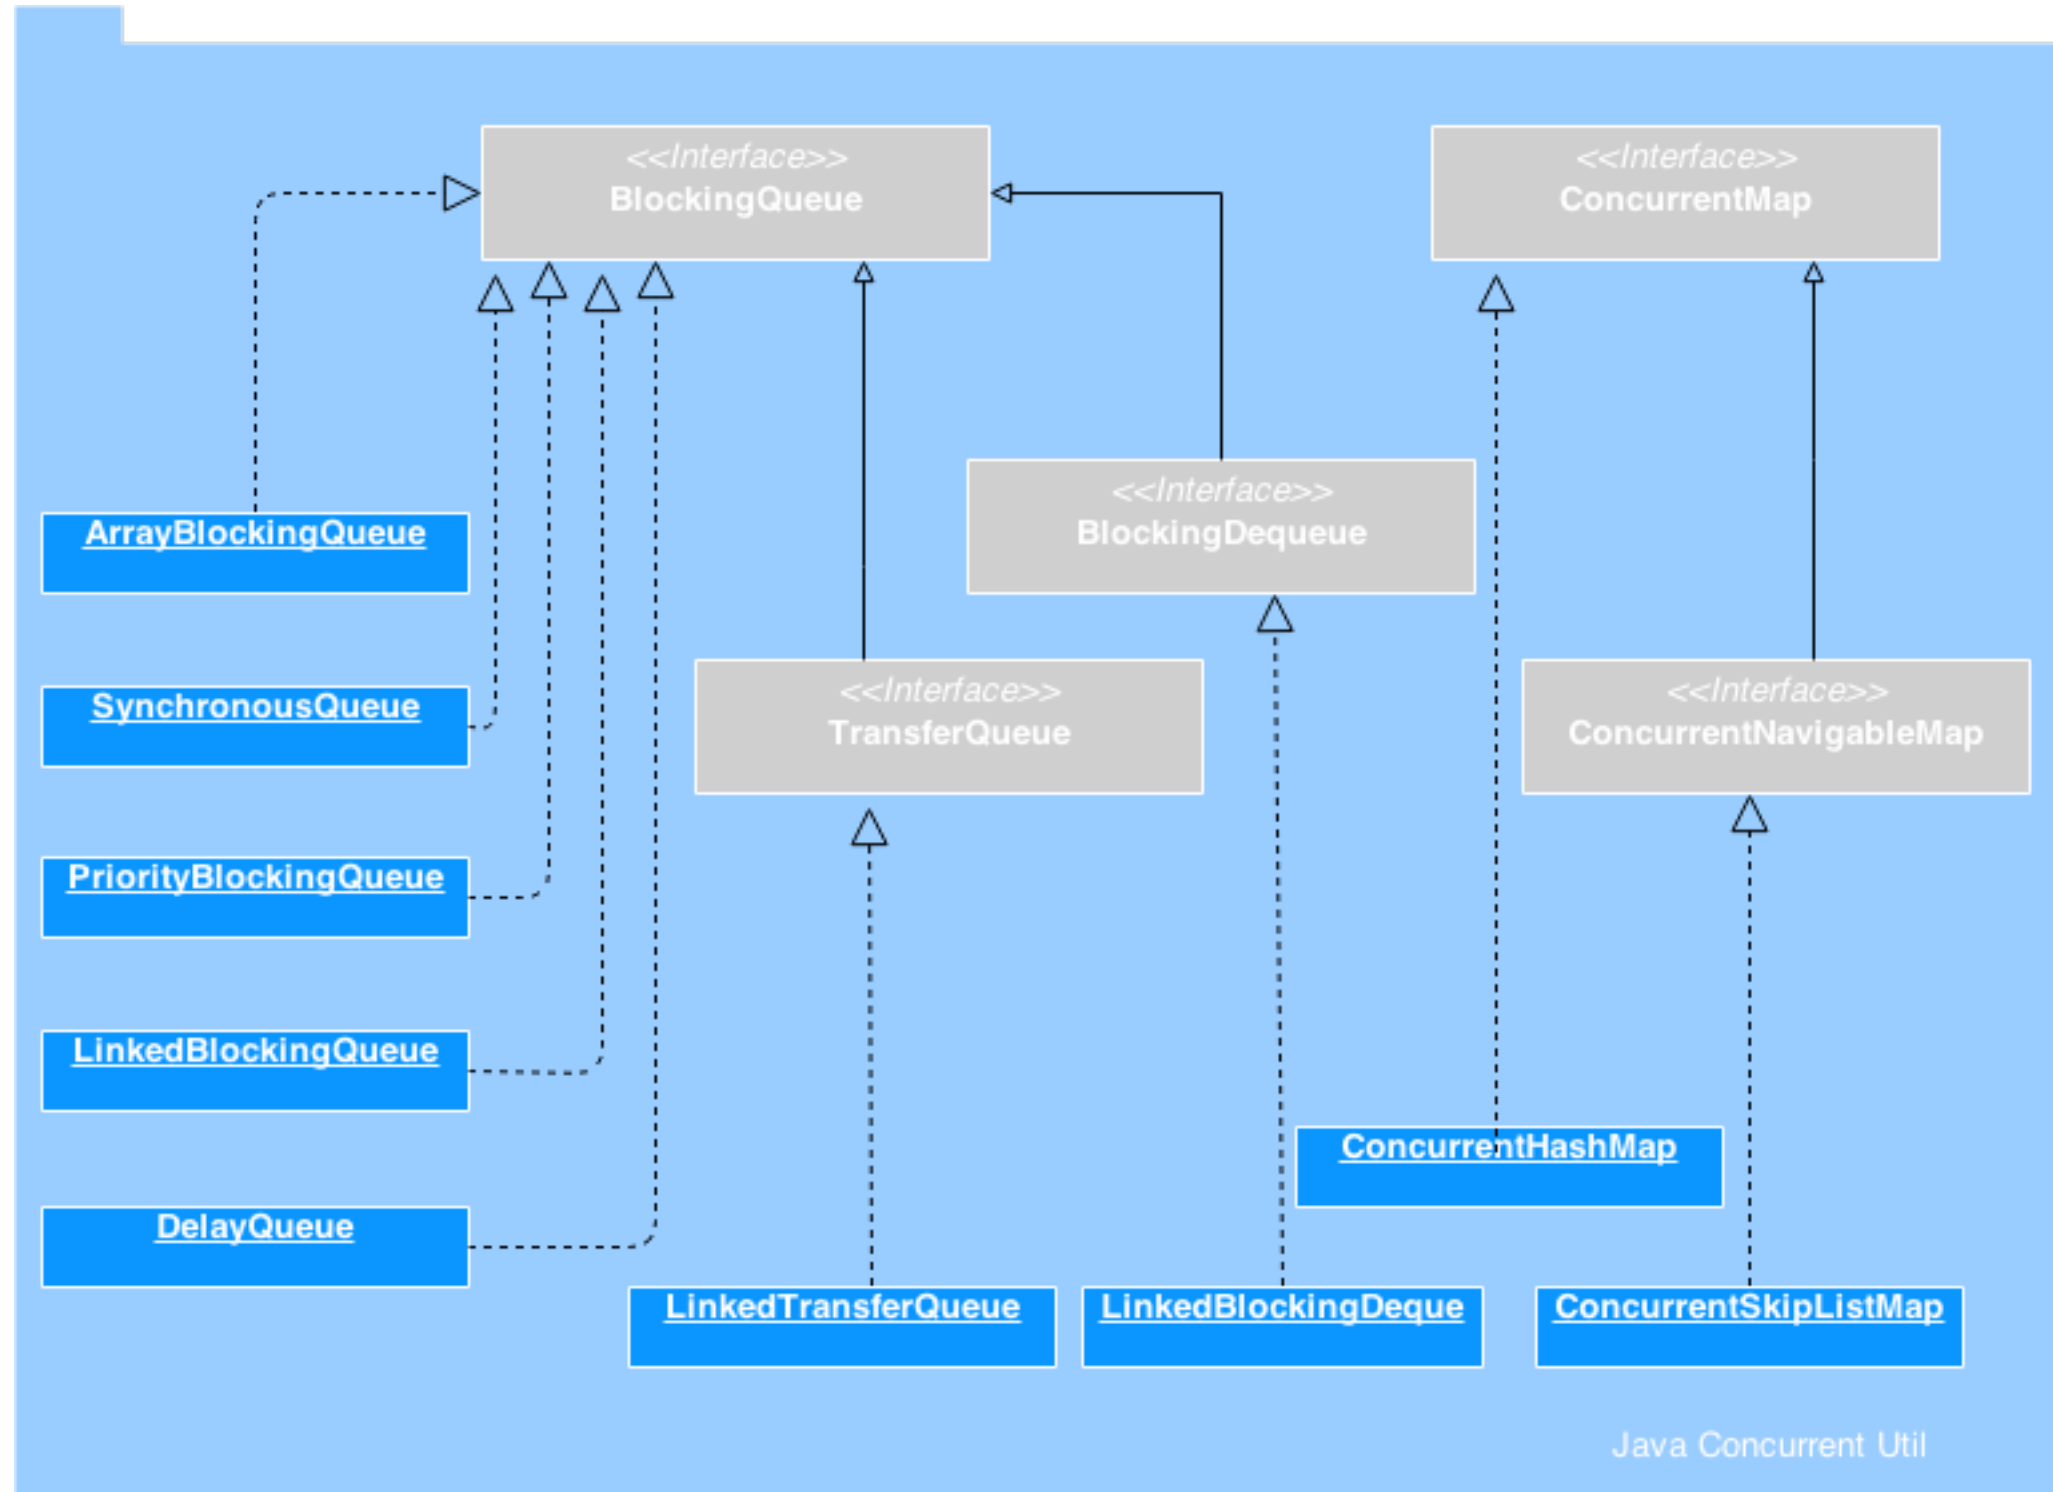 <<Interface>>
BlockingQueue
<<Interface>>
ConcurrentMap
<<Interface>>
BlockingDequeue
ArrayBlockingQueue
<<Interface>>
TransferQueue
<<Interface>>
ConcurrentNavigableMap
SynchronousQueue
PriorityBlockingQueue
LinkedBlockingQueue
ConcurrentHashMap
DelayQueue
LinkedTransferQueue
LinkedBlockingDeque
ConcurrentSkipListMap
Java Concurrent Util